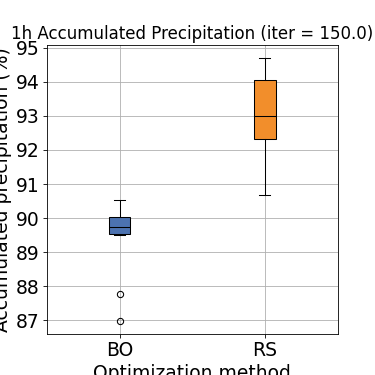 1h Accumulated Precipitation (iter = 150.0)
Accumulated precipitation (%)
95
94
93
92
91
90
89
88
87
BO RS
Optimization method